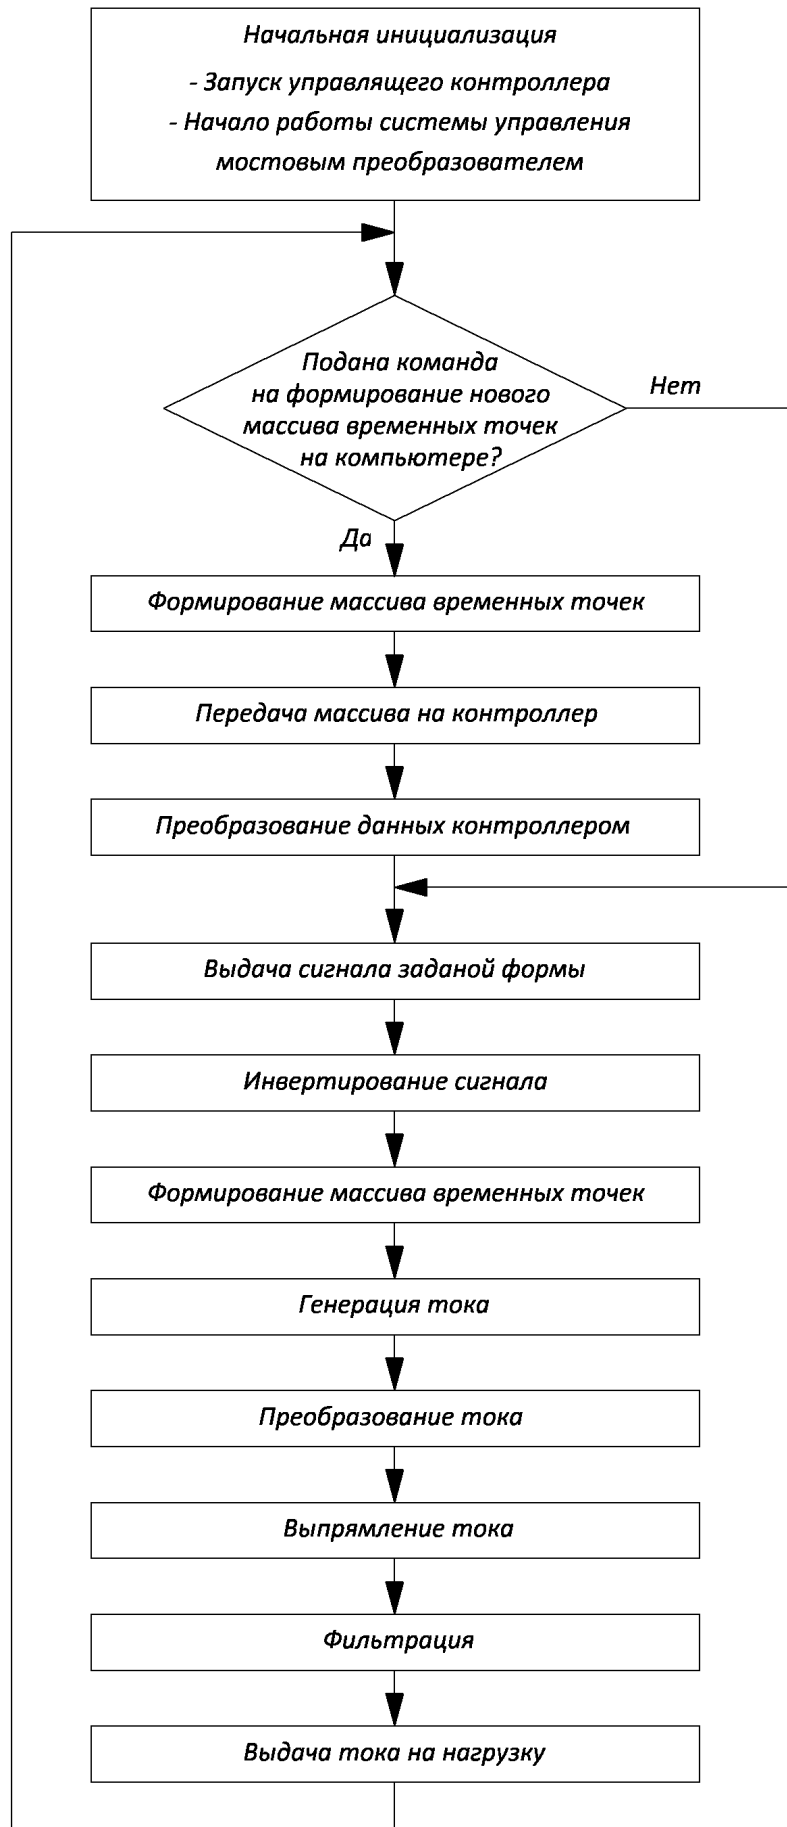 Начальная инициализация
- Запуск управлящего контроллера
- Начало работы системы управления
мостовым преобразователем
Подана команда
на формирование нового
массива временных точек
на компьютере?
Нет
Да
Формирование массива временных точек
Передача массива на контроллер
Преобразование данных контроллером
Выдача сигнала заданой формы
Инвертирование сигнала
Формирование массива временных точек
Генерация тока
Преобразование тока
Выпрямление тока
Фильтрация
Выдача тока на нагрузку